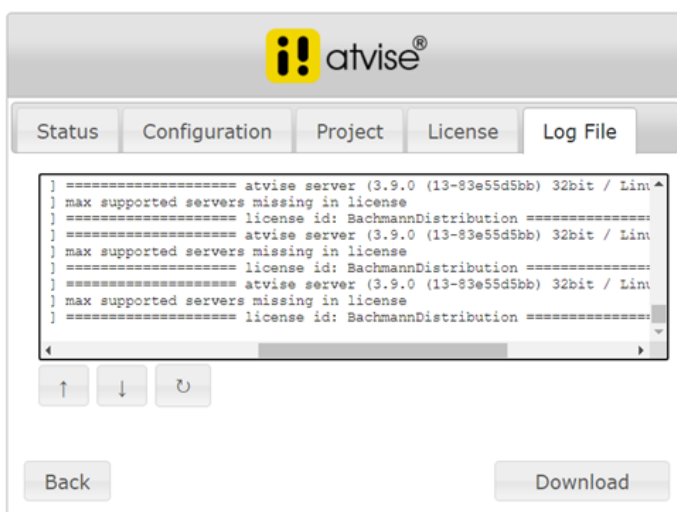 i! atvise®
Status Configuration Project License Log File
] ==================== atvise server (3.9.0 (13-83e55d5bb) 32bit / Linu
] max supported servers missing in license
] ==================== license id: BachmannDistribution ===============
] ==================== atvise server (3.9.0 (13-83e55d5bb) 32bit / Linu
] max supported servers missing in license
] ==================== license id: BachmannDistribution ===============
] ==================== atvise server (3.9.0 (13-83e55d5bb) 32bit / Linu
] max supported servers missing in license
] ==================== license id: BachmannDistribution ===============
↑ ↓ ↻
Back Download